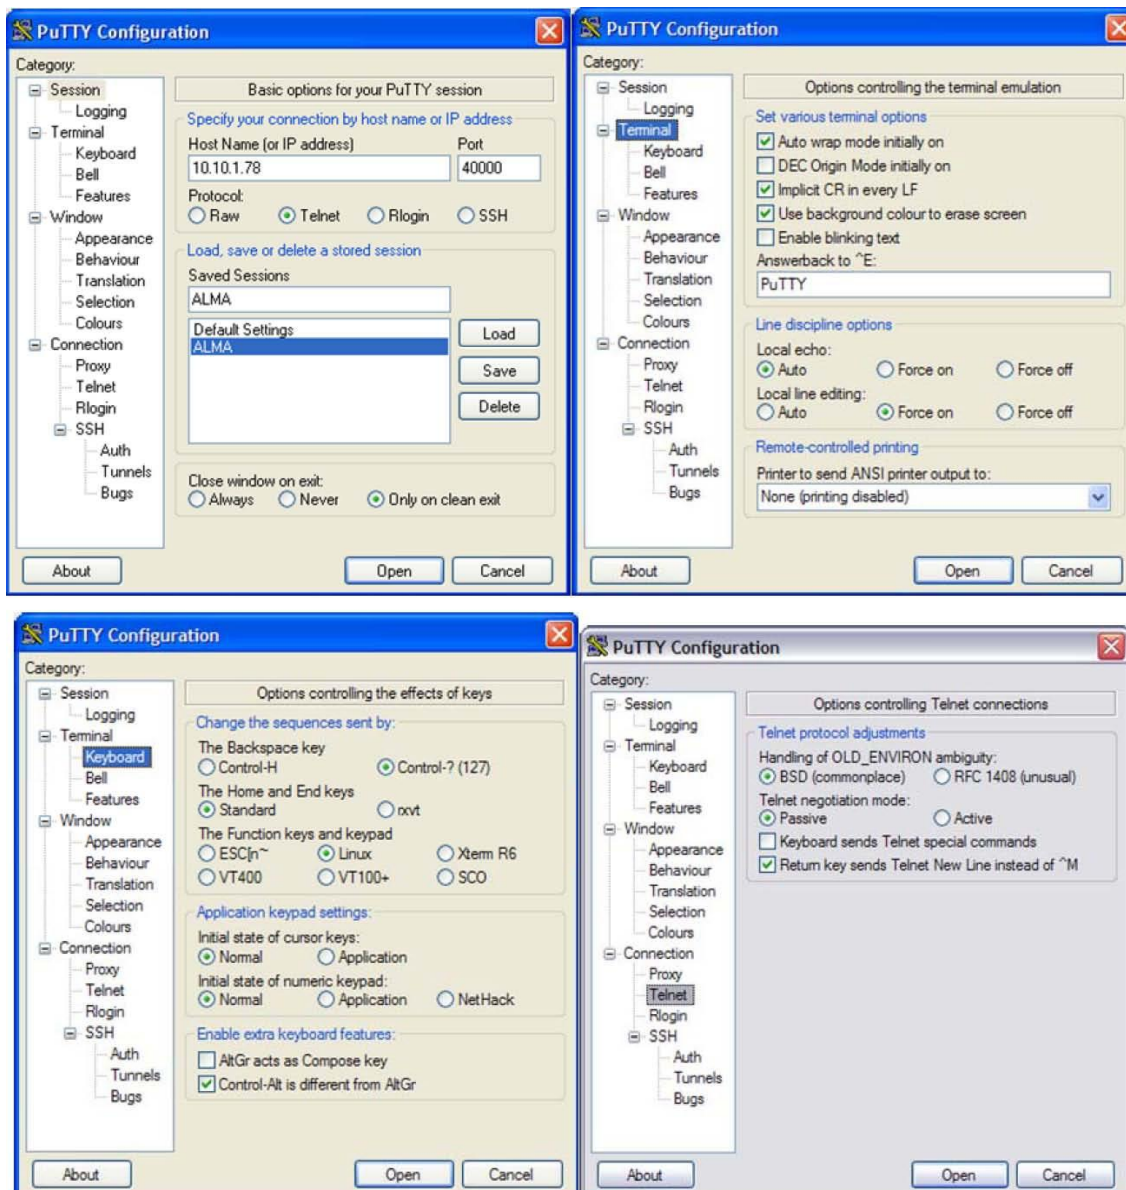 PuTTY Configuration
Category:
Session
Logging
Terminal
Keyboard
Bell
Features
Window
Appearance
Behaviour
Translation
Selection
Colours
Connection
Proxy
Telnet
Rlogin
SSH
Auth
Tunnels
Bugs
Basic options for your PuTTY session
Specify your connection by host name or IP address
Host Name (or IP address) Port
10.10.1.78 40000
Protocol:
Raw Telnet Rlogin SSH
Load, save or delete a stored session
Saved Sessions
ALMA
Default Settings
ALMA
Load
Save
Delete
Close window on exit:
Always Never Only on clean exit
About Open Cancel
PuTTY Configuration
Category:
Session
Logging
Terminal
Keyboard
Bell
Features
Window
Appearance
Behaviour
Translation
Selection
Colours
Connection
Proxy
Telnet
Rlogin
SSH
Auth
Tunnels
Bugs
Options controlling the terminal emulation
Set various terminal options
Auto wrap mode initially on
DEC Origin Mode initially on
Implicit CR in every LF
Use background colour to erase screen
Enable blinking text
Answerback to ^E:
PuTTY
Line discipline options
Local echo:
Auto Force on Force off
Local line editing:
Auto Force on Force off
Remote-controlled printing
Printer to send ANSI printer output to:
None (printing disabled)
About Open Cancel
PuTTY Configuration
Category:
Session
Logging
Terminal
Keyboard
Bell
Features
Window
Appearance
Behaviour
Translation
Selection
Colours
Connection
Proxy
Telnet
Rlogin
SSH
Auth
Tunnels
Bugs
Options controlling the effects of keys
Change the sequences sent by:
The Backspace key
Control-H Control-? (127)
The Home and End keys
Standard rxvt
The Function keys and keypad
ESC[n~ Linux Xterm R6
VT400 VT100+ SCO
Application keypad settings:
Initial state of cursor keys:
Normal Application
Initial state of numeric keypad:
Normal Application NetHack
Enable extra keyboard features:
AltGr acts as Compose key
Control-Alt is different from AltGr
About Open Cancel
PuTTY Configuration
Category:
Session
Logging
Terminal
Keyboard
Bell
Features
Window
Appearance
Behaviour
Translation
Selection
Colours
Connection
Proxy
Telnet
Rlogin
SSH
Auth
Tunnels
Bugs
Options controlling Telnet connections
Telnet protocol adjustments
Handling of OLD_ENVIRON ambiguity:
BSD (commonplace) RFC 1408 (unusual)
Telnet negotiation mode:
Passive Active
Keyboard sends Telnet special commands
Return key sends Telnet New Line instead of ^M
About Open Cancel